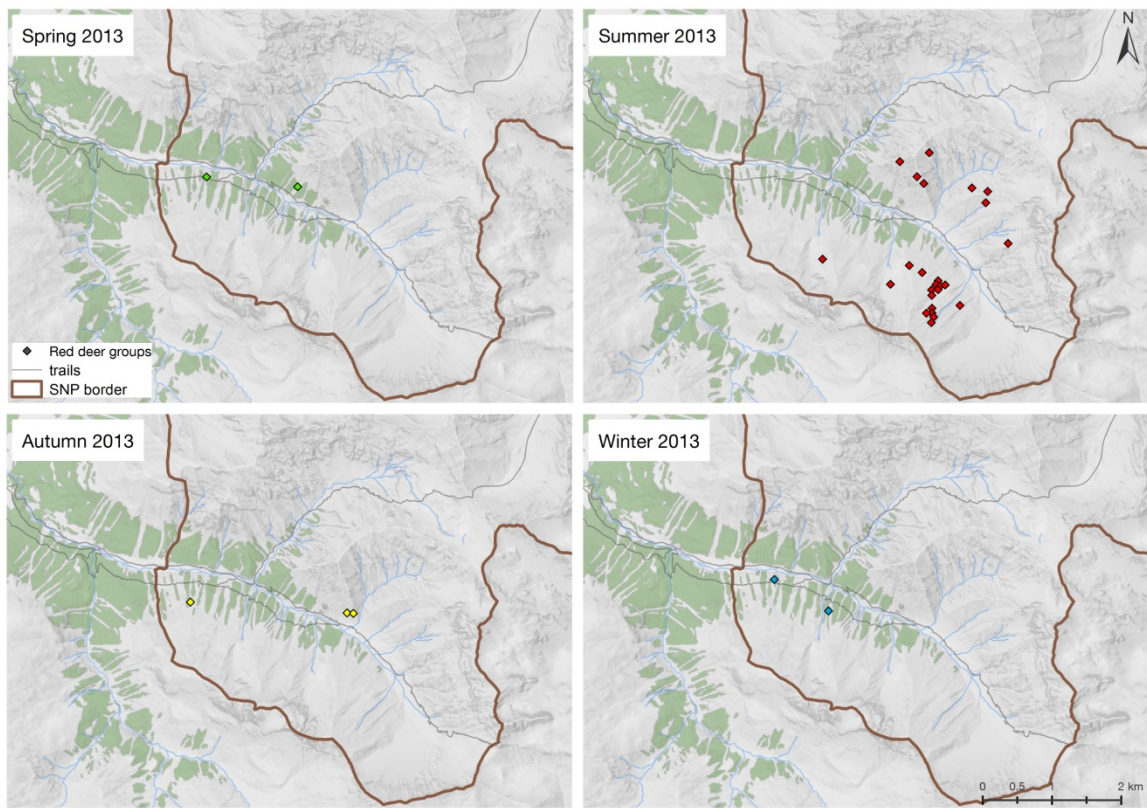 Spring 2013
Summer 2013
N
Red deer groups
trails
SNP border
Autumn 2013
Winter 2013
0 0.5 1 2 km